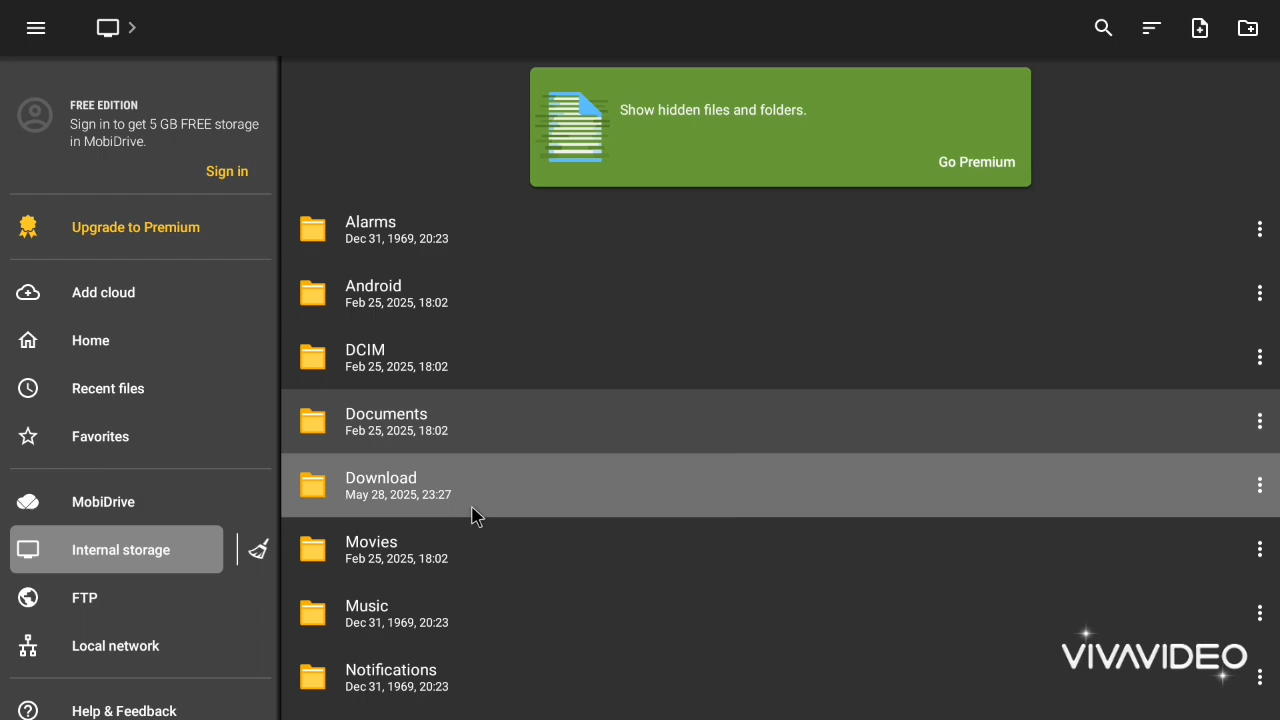 FREE EDITION
Sign in to get 5 GB FREE storage
in MobiDrive.
Sign in
Upgrade to Premium
Add cloud
Home
Recent files
Favorites
MobiDrive
Internal storage
FTP
Local network
Help & Feedback
Show hidden files and folders.
Go Premium
Alarms
Dec 31, 1969, 20:23
Android
Feb 25, 2025, 18:02
DCIM
Feb 25, 2025, 18:02
Documents
Feb 25, 2025, 18:02
Download
May 28, 2025, 23:27
Movies
Feb 25, 2025, 18:02
Music
Dec 31, 1969, 20:23
Notifications
Dec 31, 1969, 20:23
VIVAVIDEO